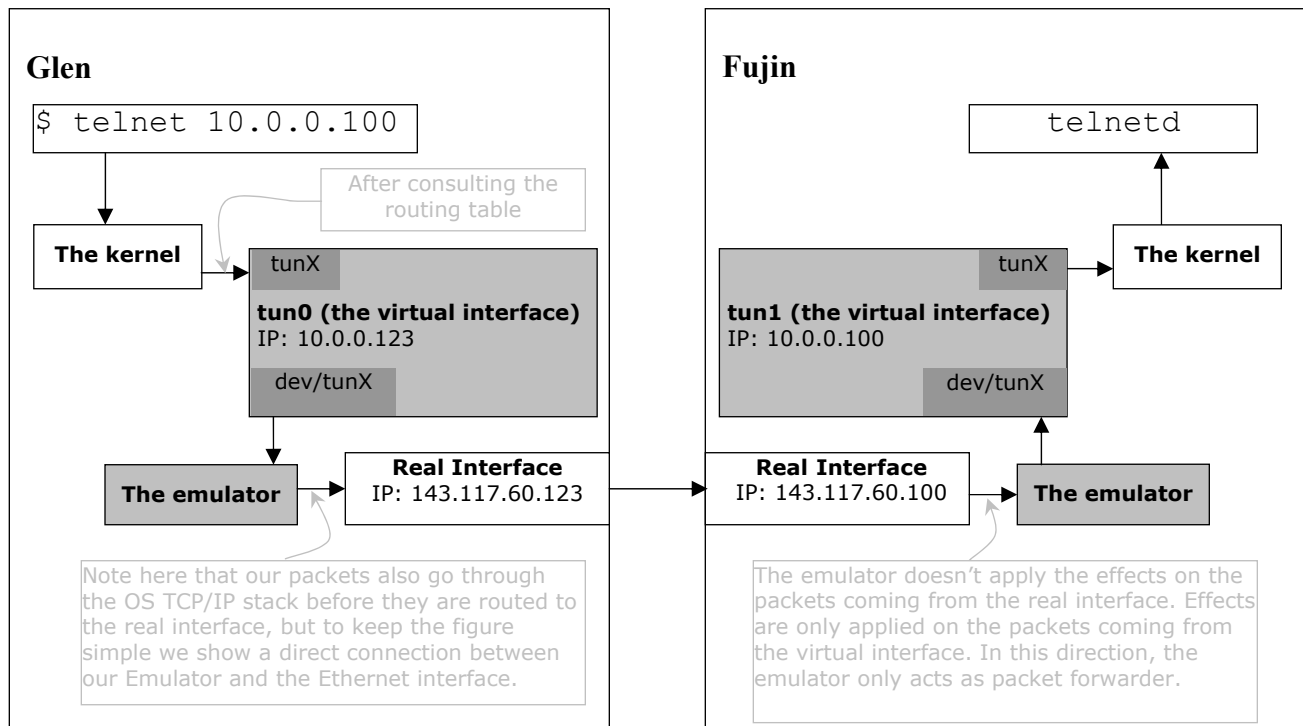 Glen
$ telnet 10.0.0.100
After consulting the
routing table
The kernel
tunX
tun0 (the virtual interface)
IP: 10.0.0.123
dev/tunX
The emulator
Real Interface
IP: 143.117.60.123
Note here that our packets also go through
the OS TCP/IP stack before they are routed to
the real interface, but to keep the figure
simple we show a direct connection between
our Emulator and the Ethernet interface.
Fujin
telnetd
The kernel
tunX
tun1 (the virtual interface)
IP: 10.0.0.100
dev/tunX
Real Interface
IP: 143.117.60.100
The emulator
The emulator doesn’t apply the effects on the
packets coming from the real interface. Effects
are only applied on the packets coming from
the virtual interface. In this direction, the
emulator only acts as packet forwarder.